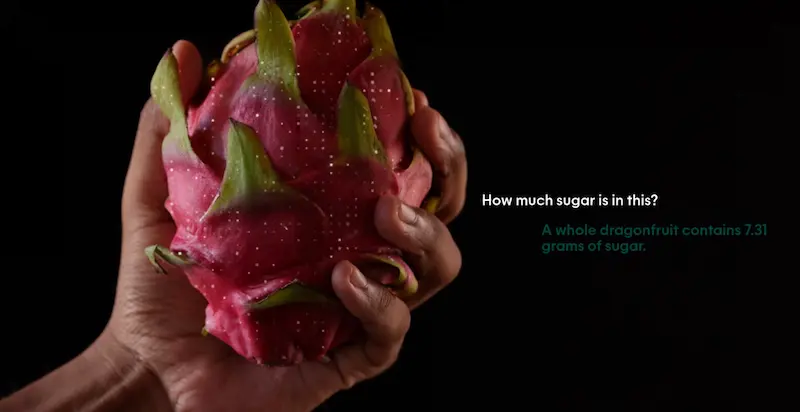 How much sugar is in this?
A whole dragonfruit contains 7.31
grams of sugar.